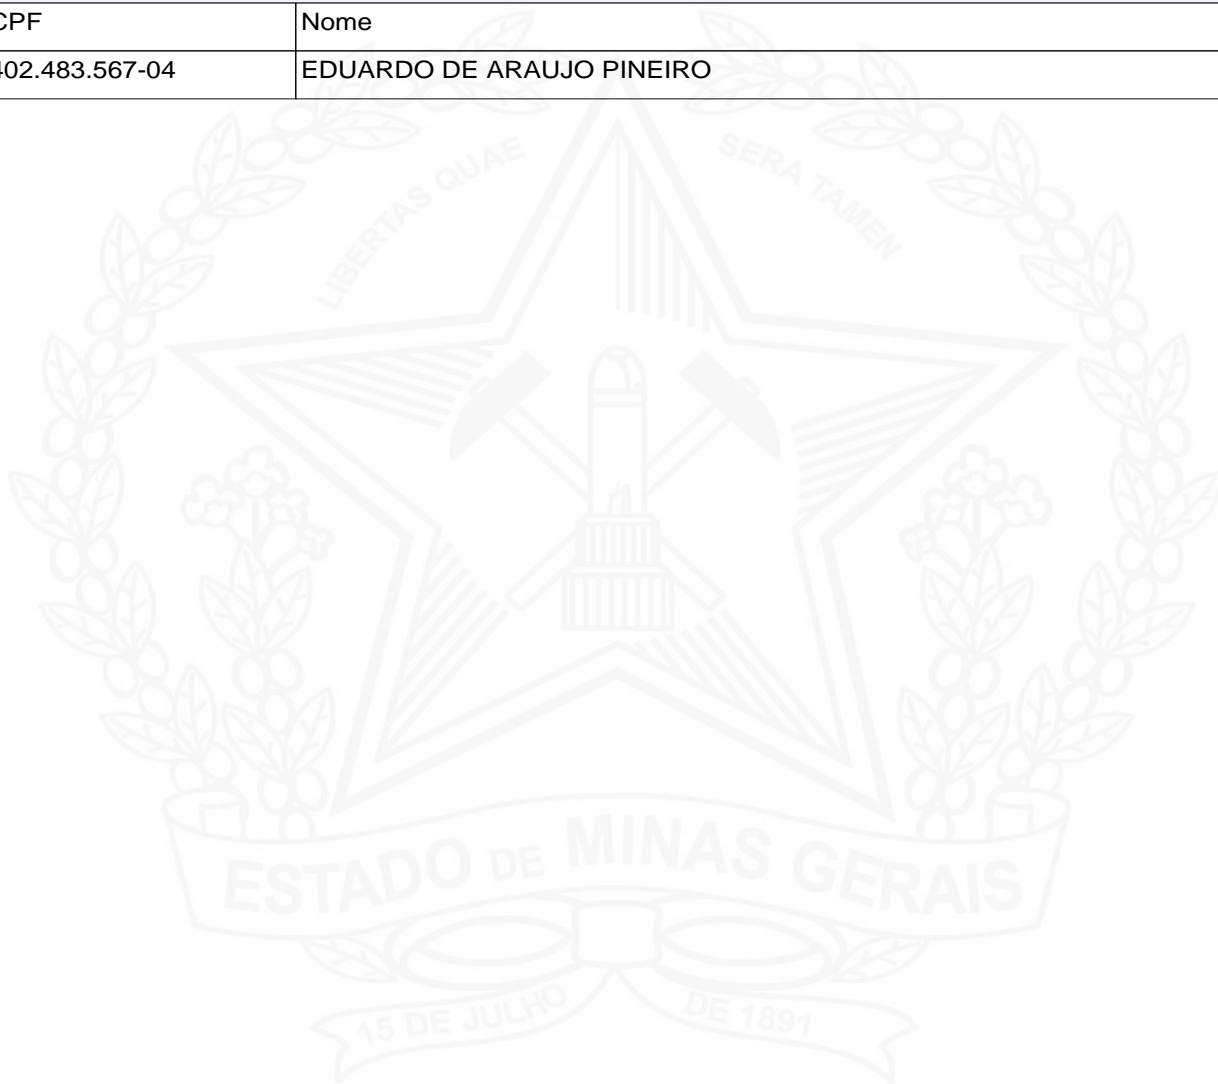 CPF Nome
402.483.567-04 EDUARDO DE ARAUJO PINEIRO
LIBERTAS QUAE SERA TAMEN
ESTADO DE MINAS GERAIS
15 DE JULHO DE 1891